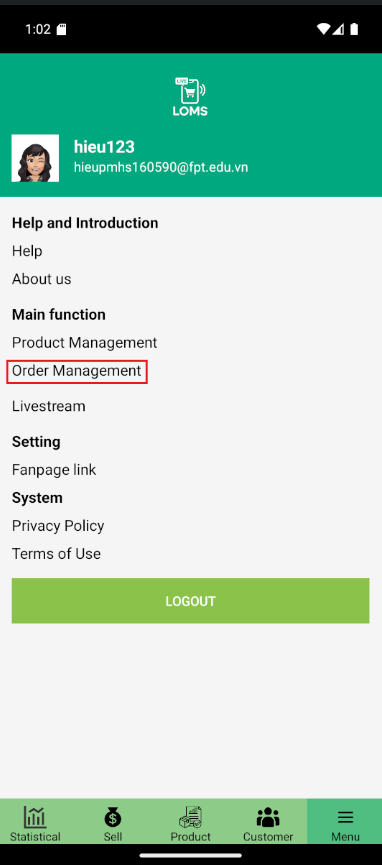 1:02
LIVE
LOMS
hieu123
hieupmhs160590@fpt.edu.vn
Help and Introduction
Help
About us
Main function
Product Management
Order Management
Livestream
Setting
Fanpage link
System
Privacy Policy
Terms of Use
LOGOUT
Statistical Sell Product Customer Menu